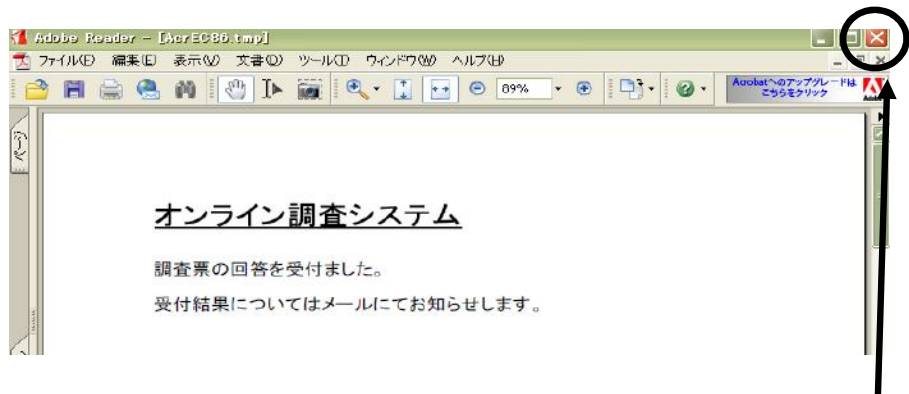 Adobe Reader - [AcrEC86.tmp]
ファイル(F) 編集(E) 表示(V) 文書(D) ツール(T) ウィンドウ(W) ヘルプ(H)
89%
Acrobatへのアップグレードは
こちらをクリック
Adobe
オンライン調査システム
調査票の回答を受付ました。
受付結果についてはメールにてお知らせします。